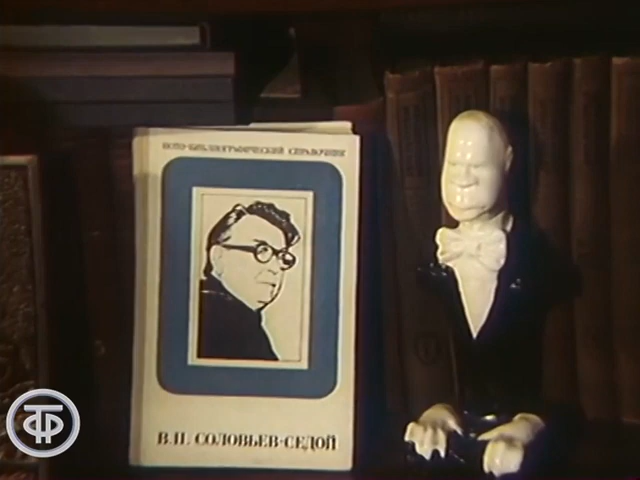 НОТО-БИБЛИОГРАФИЧЕСКИЙ СПРАВОЧНИК
В.П. СОЛОВЬЕВ-СЕДОЙ